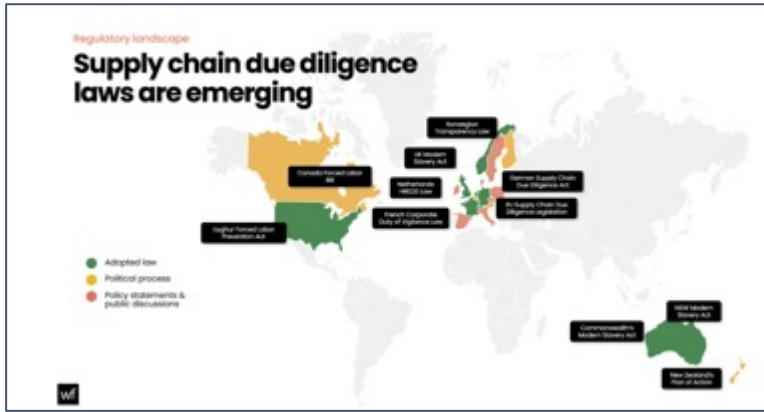 Regulatory landscape
Supply chain due diligence
laws are emerging
Norwegian
Transparency Law
UK Modern
Slavery Act
Canada Forced Labor
Bill
Netherlands
HREDD Law
German Supply Chain
Due Diligence Act
EU Supply Chain Due
Diligence Legislation
French Corporate
Duty of Vigilance Law
Uyghur Forced Labor
Prevention Act
Adopted law
Political process
Policy statements &
public discussions
NSW Modern
Slavery Act
Commonwealth
Modern Slavery Act
New Zealand's
Plan of Action
wf